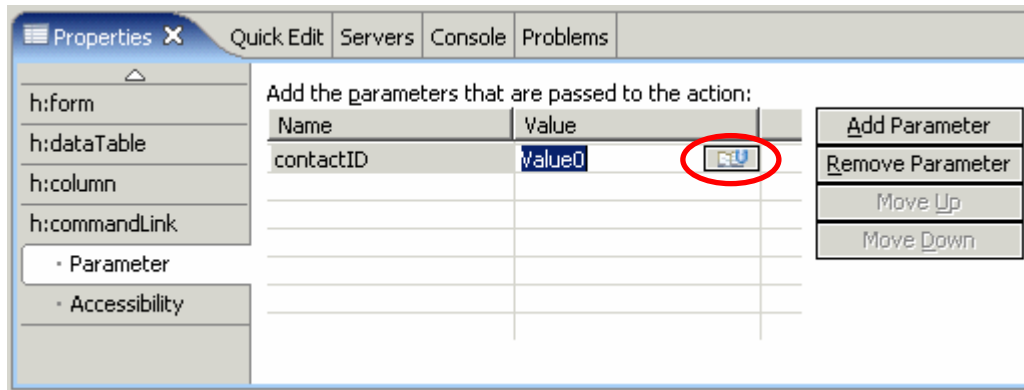 Properties Quick Edit Servers Console Problems
h:form
h:dataTable
h:column
h:commandLink
· Parameter
· Accessibility
Add the parameters that are passed to the action:
Name Value
contactID Value0
Add Parameter
Remove Parameter
Move Up
Move Down